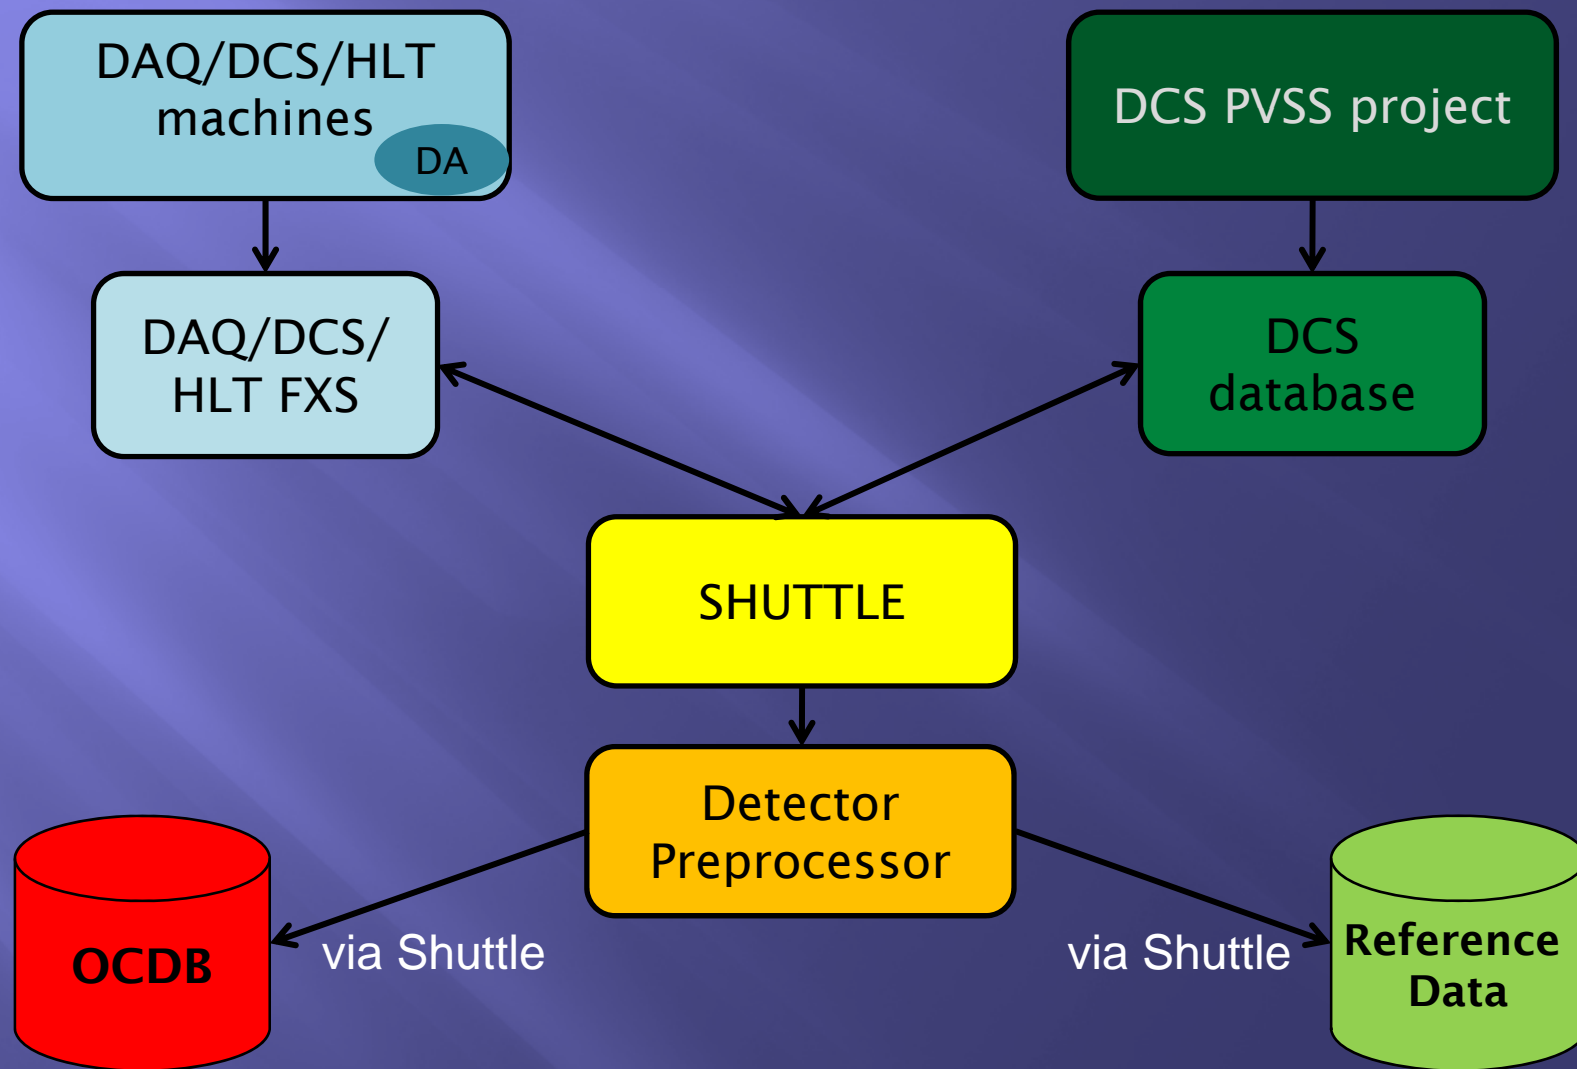 DAQ/DCS/HLT
machines
DA
DCS PVSS project
DAQ/DCS/
HLT FXS
DCS
database
SHUTTLE
Detector
Preprocessor
OCDB
via Shuttle
via Shuttle
Reference
Data